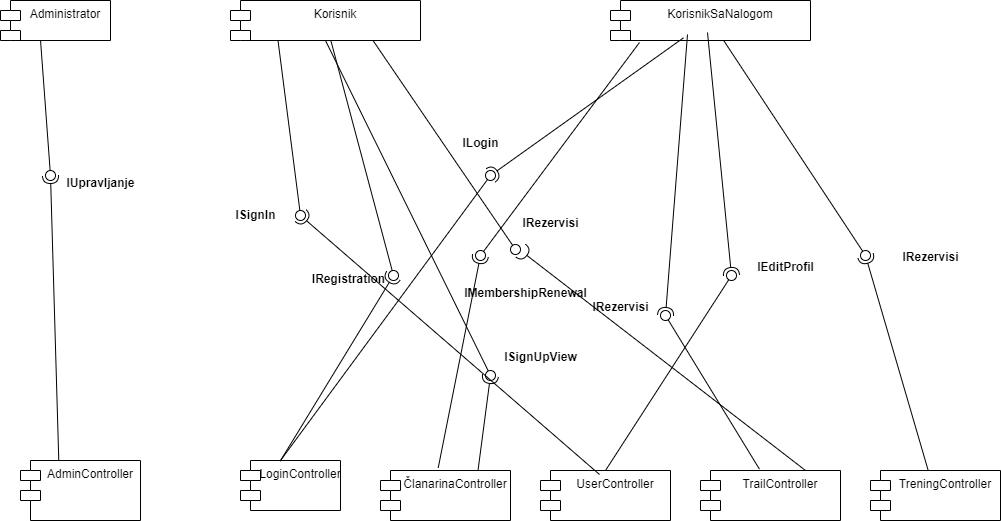 Administrator
Korisnik
KorisnikSaNalogom
ILogin
IUpravljanje
ISignIn
IRezervisi
IRezervisi
IEditProfil
IRegistration
IMembershipRenewal
IRezervisi
ISignUpView
AdminController
LoginController
ČlanarinaController
UserController
TrailController
TreningController